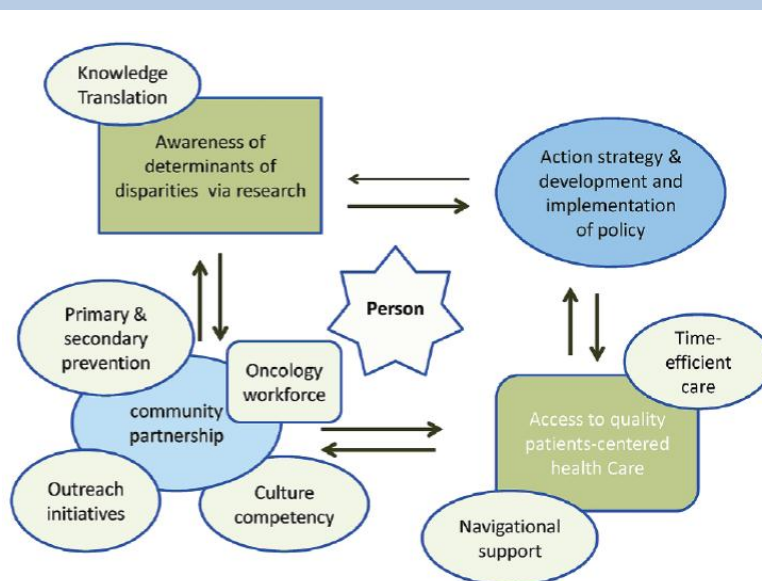 Knowledge
Translation
Awareness of
determinants of
disparities via research
Action strategy &
development and
implementation
of policy
Person
Primary &
secondary
prevention
Oncology
workforce
community
partnership
Outreach
initiatives
Culture
competency
Time-
efficient
care
Access to quality
patients-centered
health Care
Navigational
support